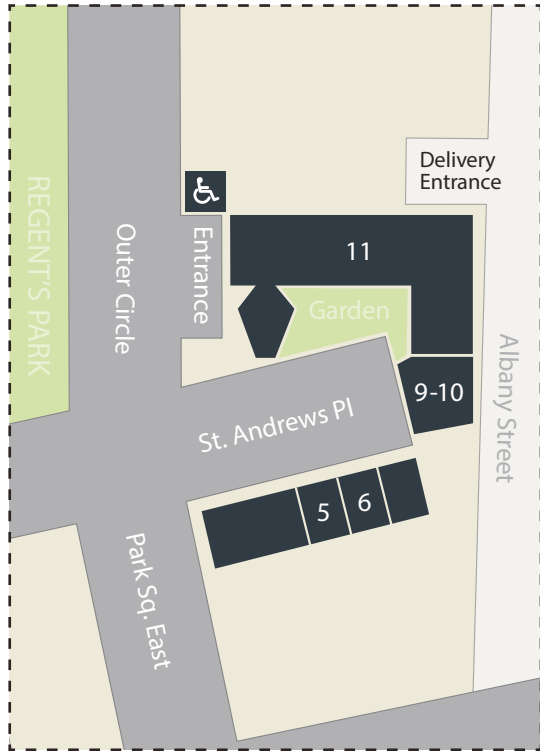 Delivery
Entrance
REGENT'S PARK
Outer Circle
Entrance
11
Garden
Albany Street
9-10
St. Andrews Pl
5
6
Park Sq. East